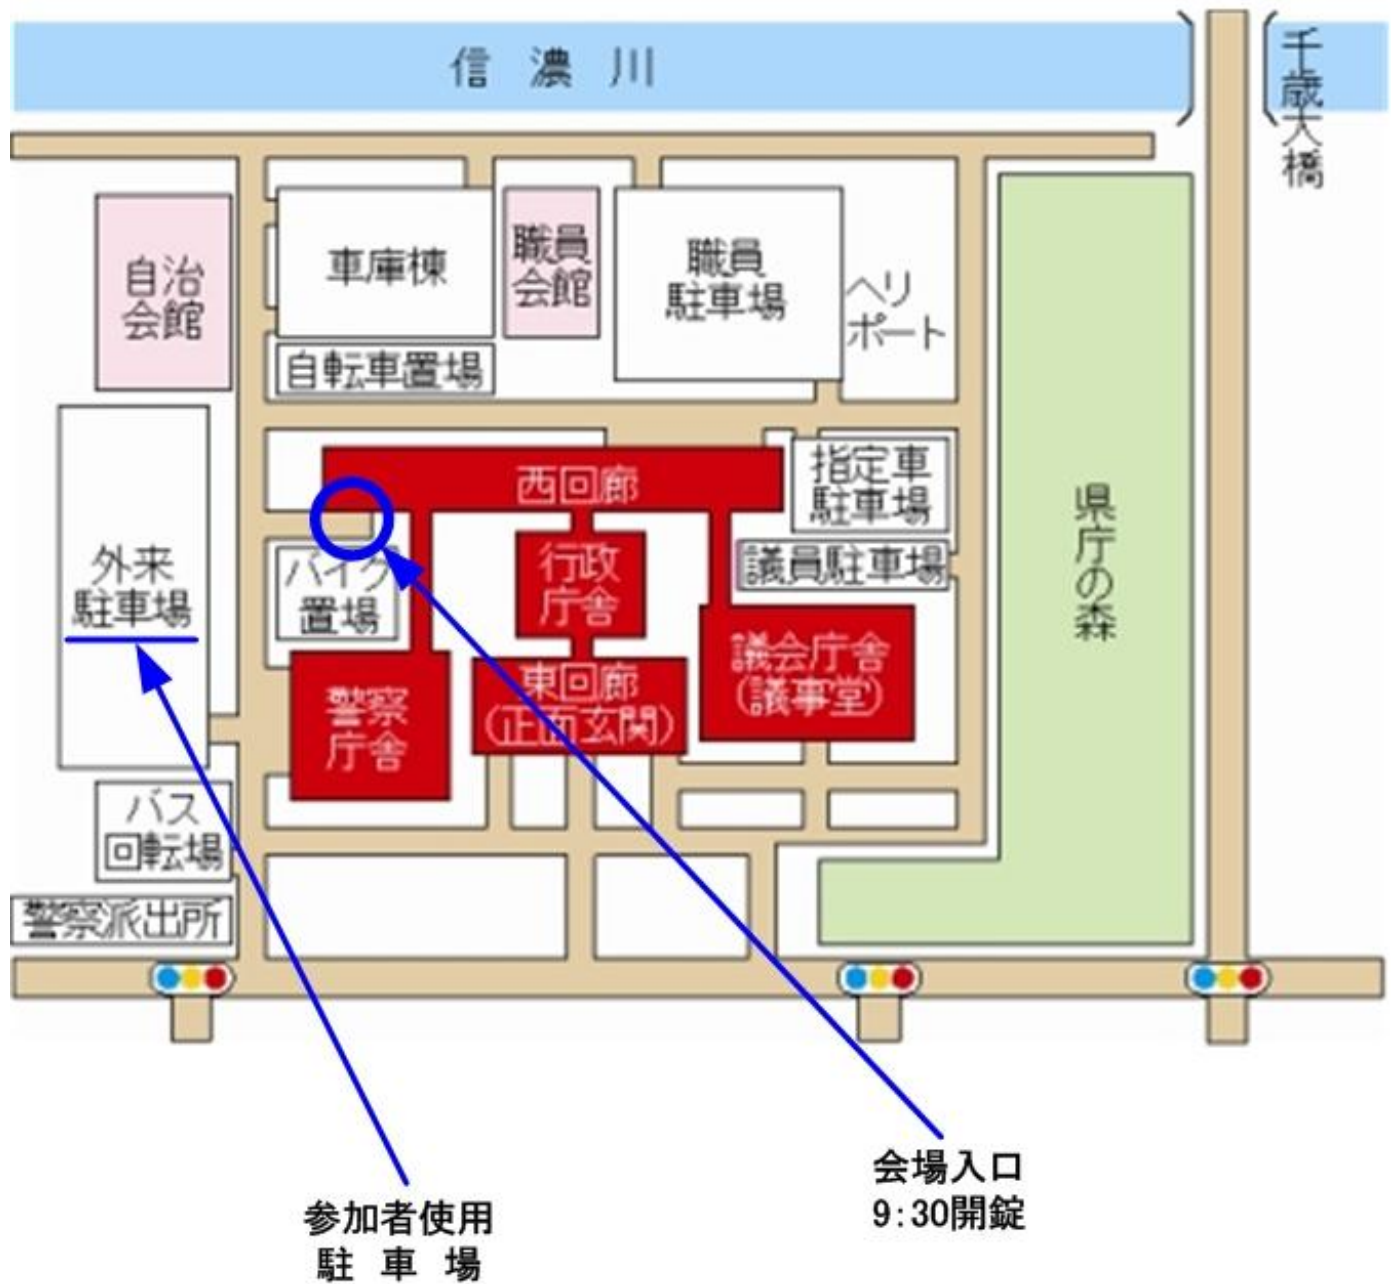 信濃川
千歳大橋
自治
会館
車庫棟
職員
会館
職員
駐車場
ヘリ
ポート
自転車置場
西回廊
指定車
駐車場
県庁の森
外来
駐車場
バイク
置場
行政
庁舎
議員駐車場
警察
庁舎
東回廊
(正面玄関)
議会庁舎
(議事堂)
バス
回転場
警察派出所
会場入口
9:30開錠
参加者使用
駐車場